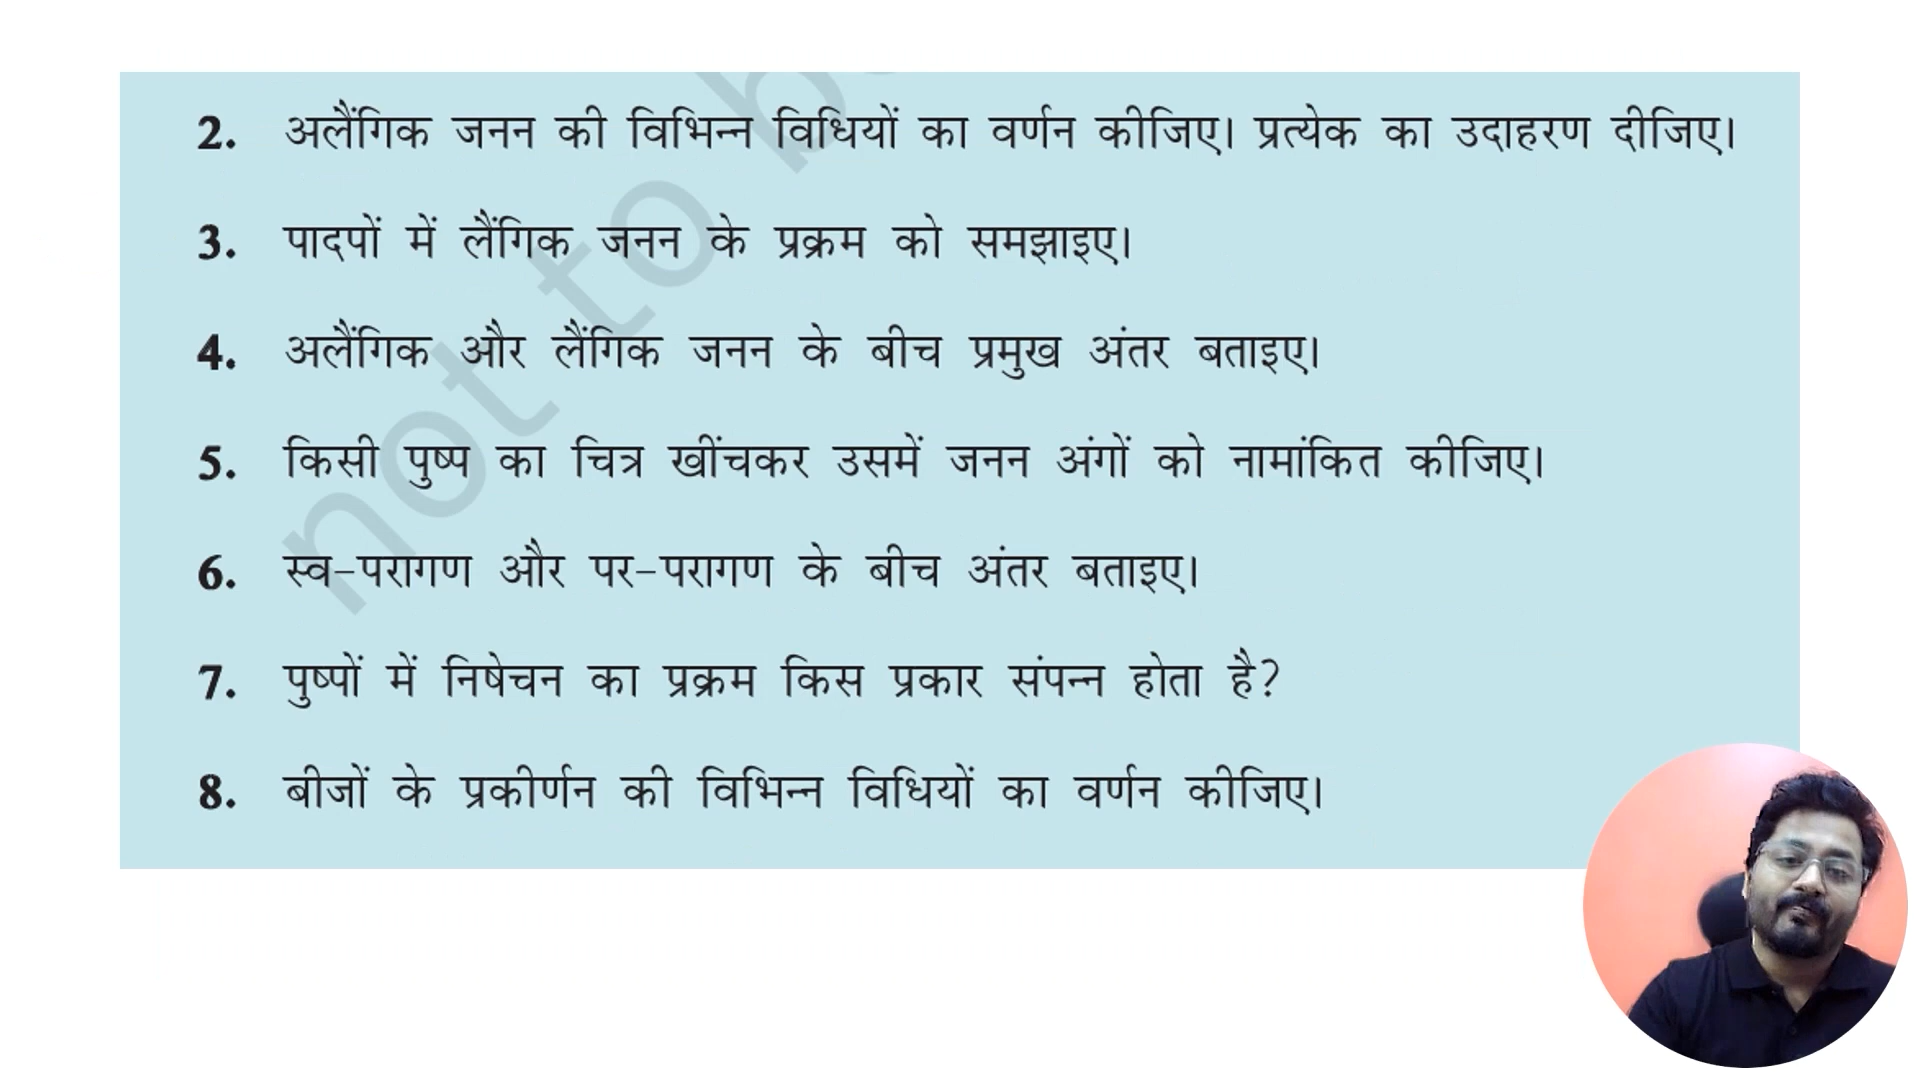 2. अलैंगिक जनन की विभिन्न विधियों का वर्णन कीजिए। प्रत्येक का उदाहरण दीजिए।
3. पादपों में लैंगिक जनन के प्रक्रम को समझाइए।
4. अलैंगिक और लैंगिक जनन के बीच प्रमुख अंतर बताइए।
5. किसी पुष्प का चित्र खींचकर उसमें जनन अंगों को नामांकित कीजिए।
6. स्व-परागण और पर-परागण के बीच अंतर बताइए।
7. पुष्पों में निषेचन का प्रक्रम किस प्रकार संपन्न होता है?
8. बीजों के प्रकीर्णन की विभिन्न विधियों का वर्णन कीजिए।
not to b